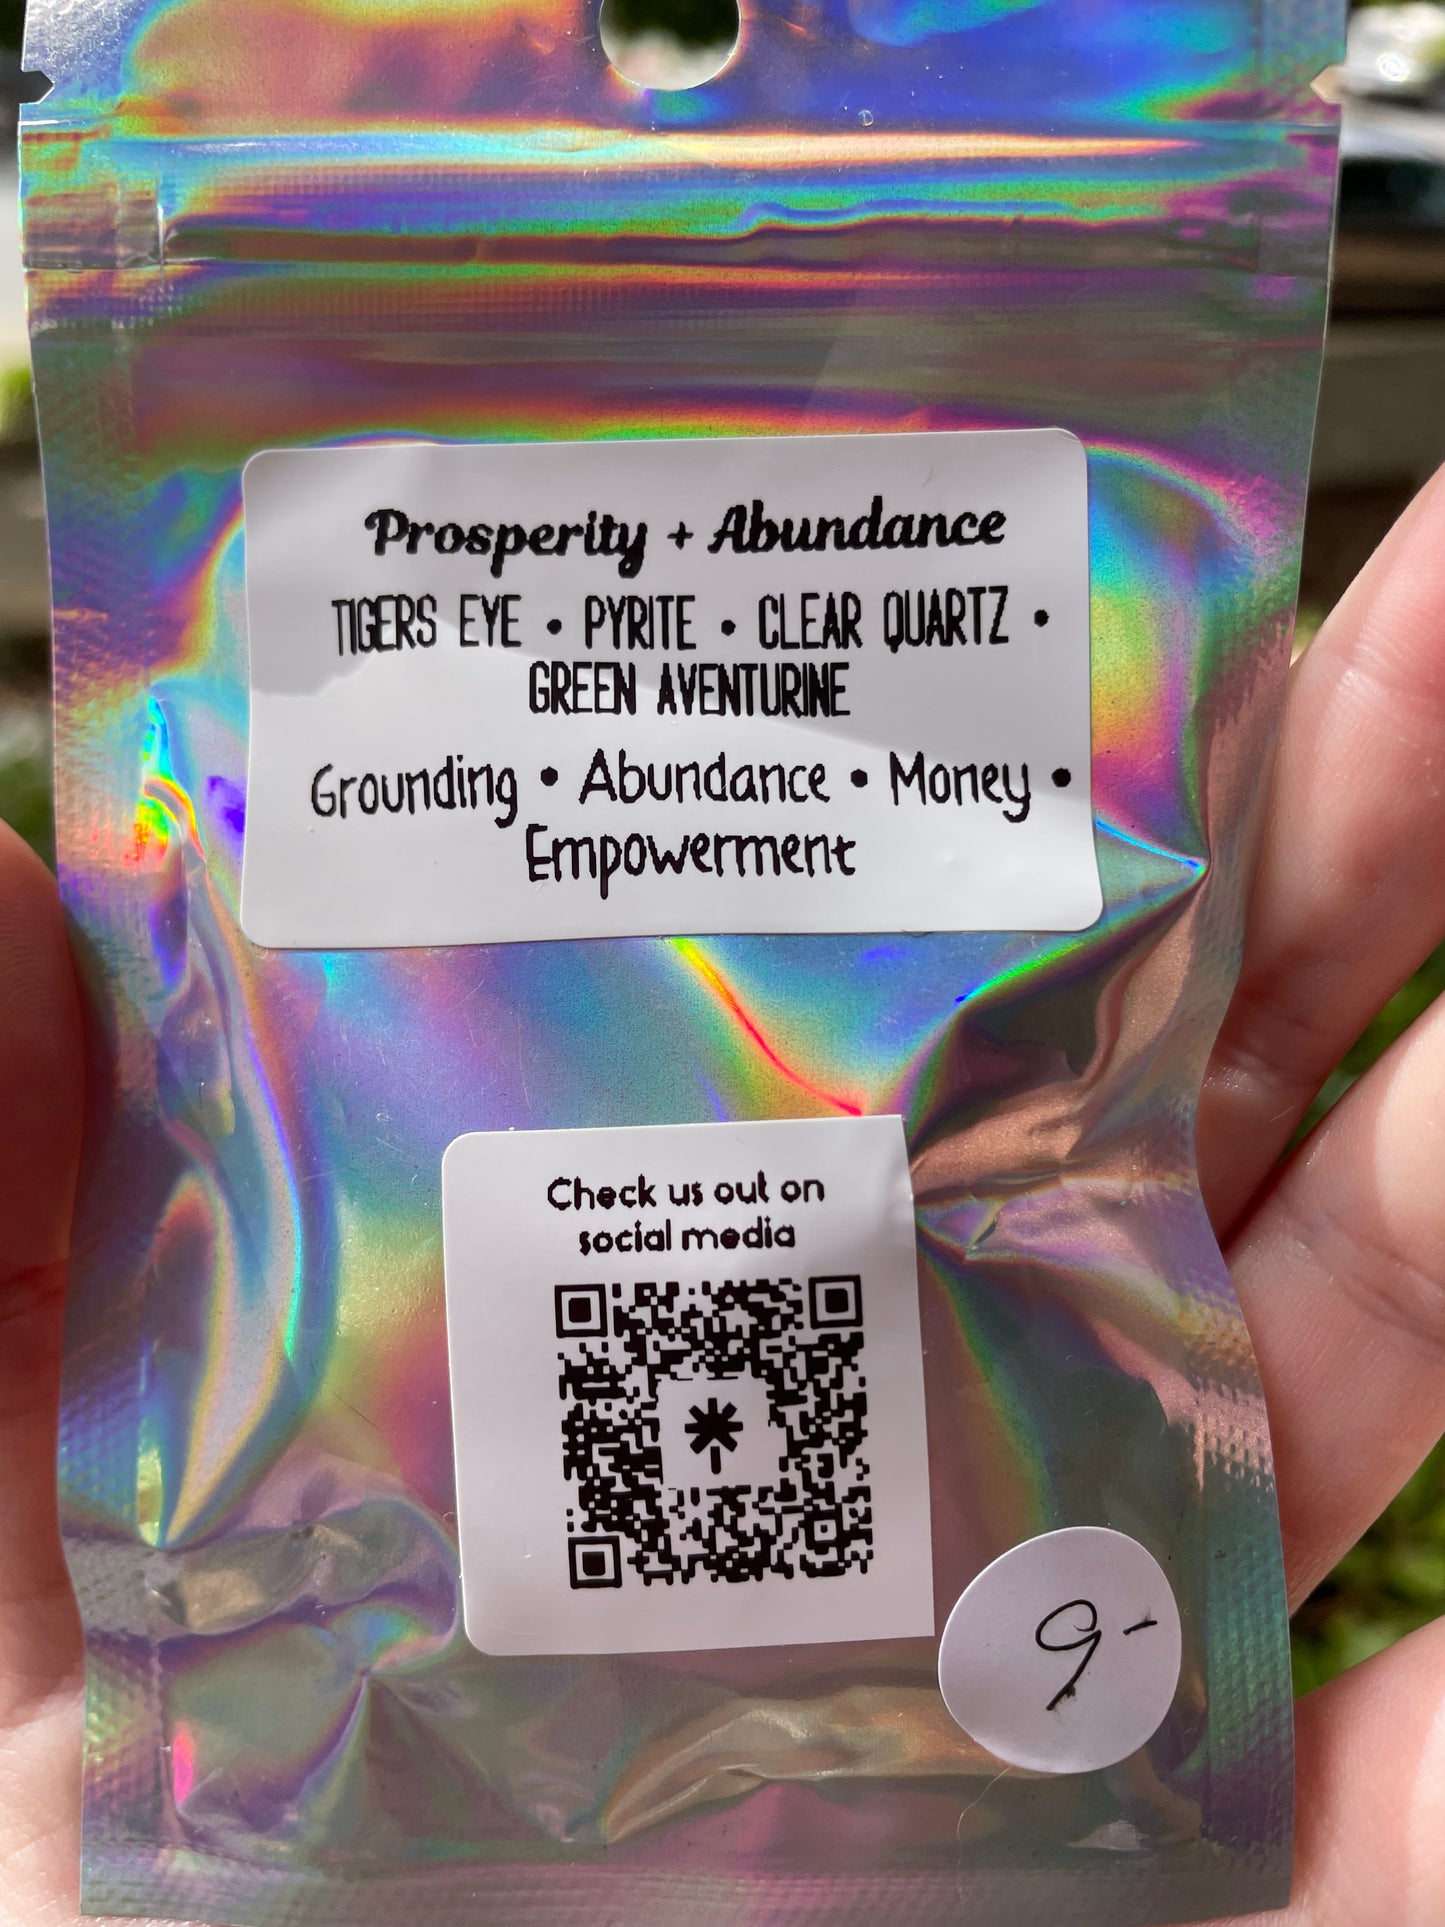 Prosperity + Abundance
TIGERS EYE • PYRITE • CLEAR QUARTZ •
GREEN AVENTURINE
Grounding • Abundance • Money •
Empowerment
Check us out on
social media
9-